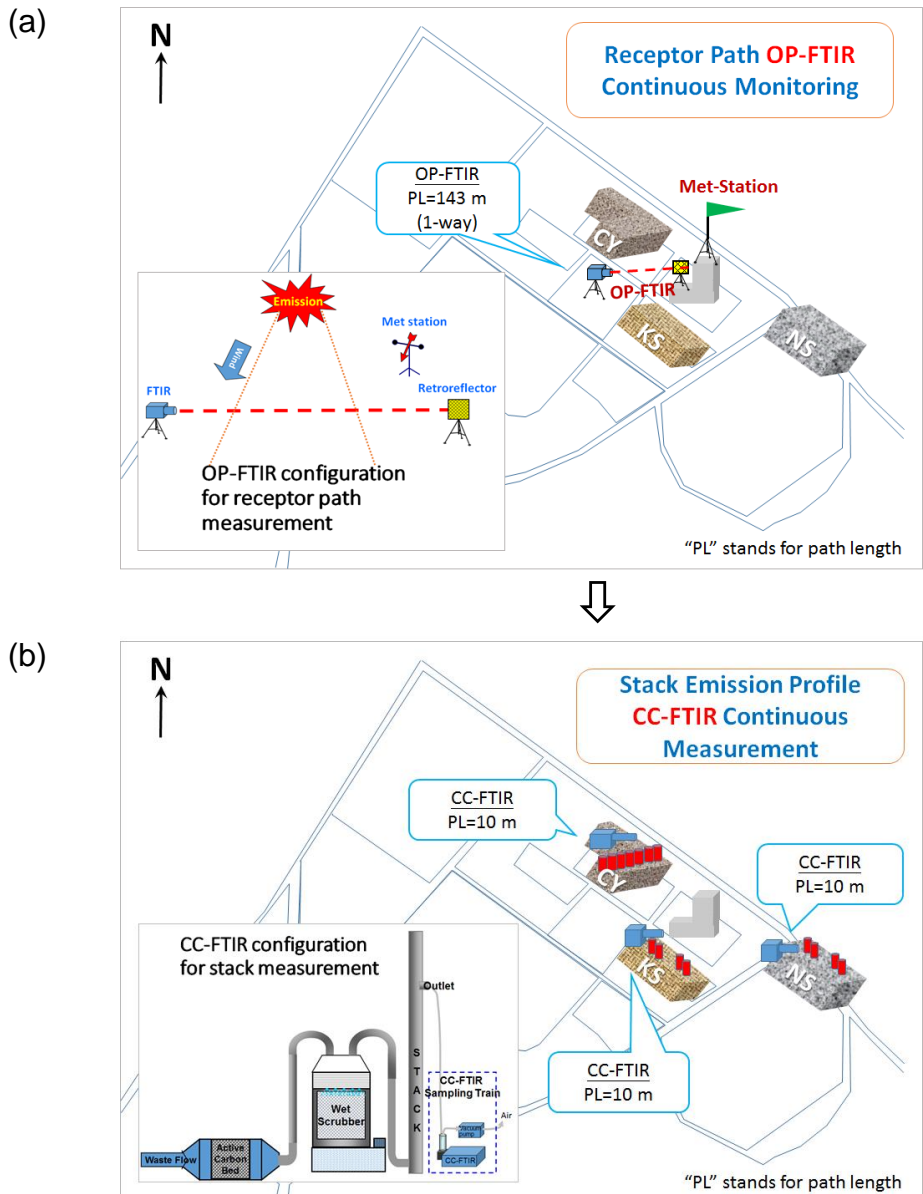 (a)
N
Receptor Path OP-FTIR
Continuous Monitoring
OP-FTIR
PL=143 m
(1-way)
Met-Station
CY
OP-FTIR
KS
NS
Emission
Wind
Met station
FTIR
Retroreflector
OP-FTIR configuration
for receptor path
measurement
"PL" stands for path length
(b)
N
Stack Emission Profile
CC-FTIR Continuous
Measurement
CC-FTIR
PL=10 m
CC-FTIR
PL=10 m
CY
KS
NS
CC-FTIR
PL=10 m
CC-FTIR configuration
for stack measurement
Outlet
STACK
CC-FTIR
Sampling Train
Air
Vacuum
pump
CC-FTIR
Wet
Scrubber
Waste Flow
Active
Carbon
Bed
"PL" stands for path length